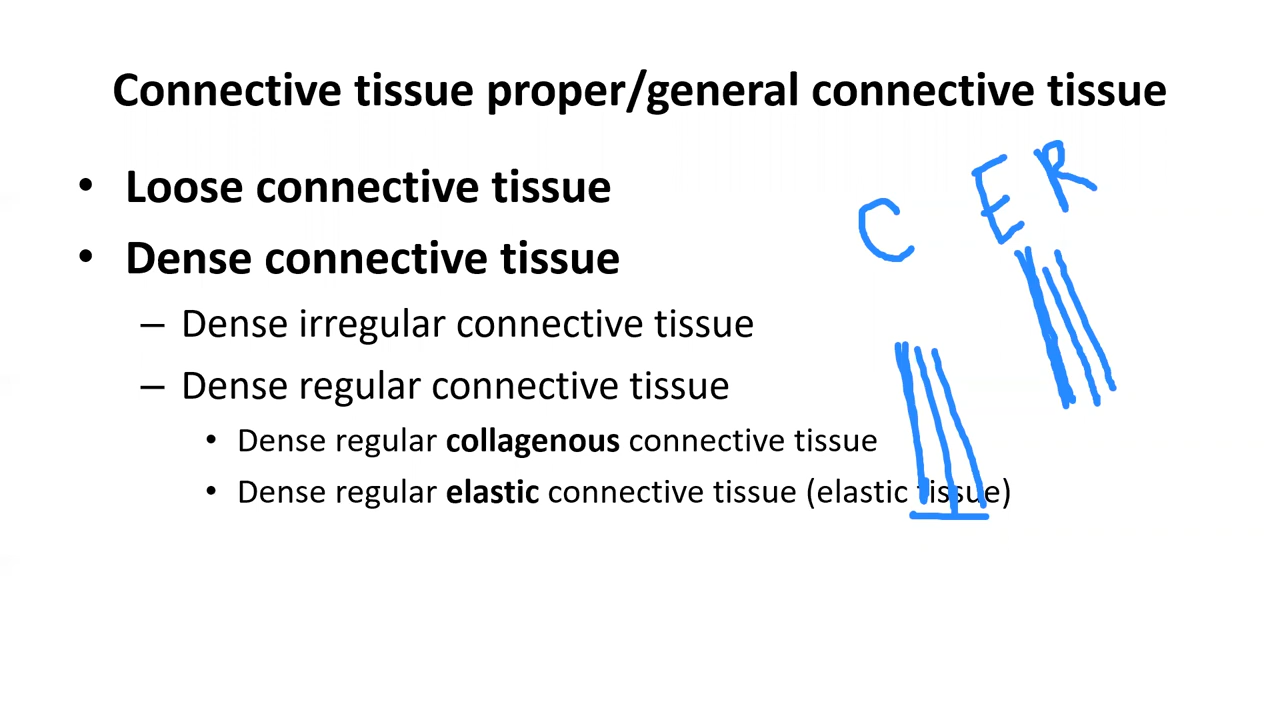 Connective tissue proper/general connective tissue
• Loose connective tissue
• Dense connective tissue
– Dense irregular connective tissue
– Dense regular connective tissue
• Dense regular collagenous connective tissue
• Dense regular elastic connective tissue (elastic tissue)
C E R